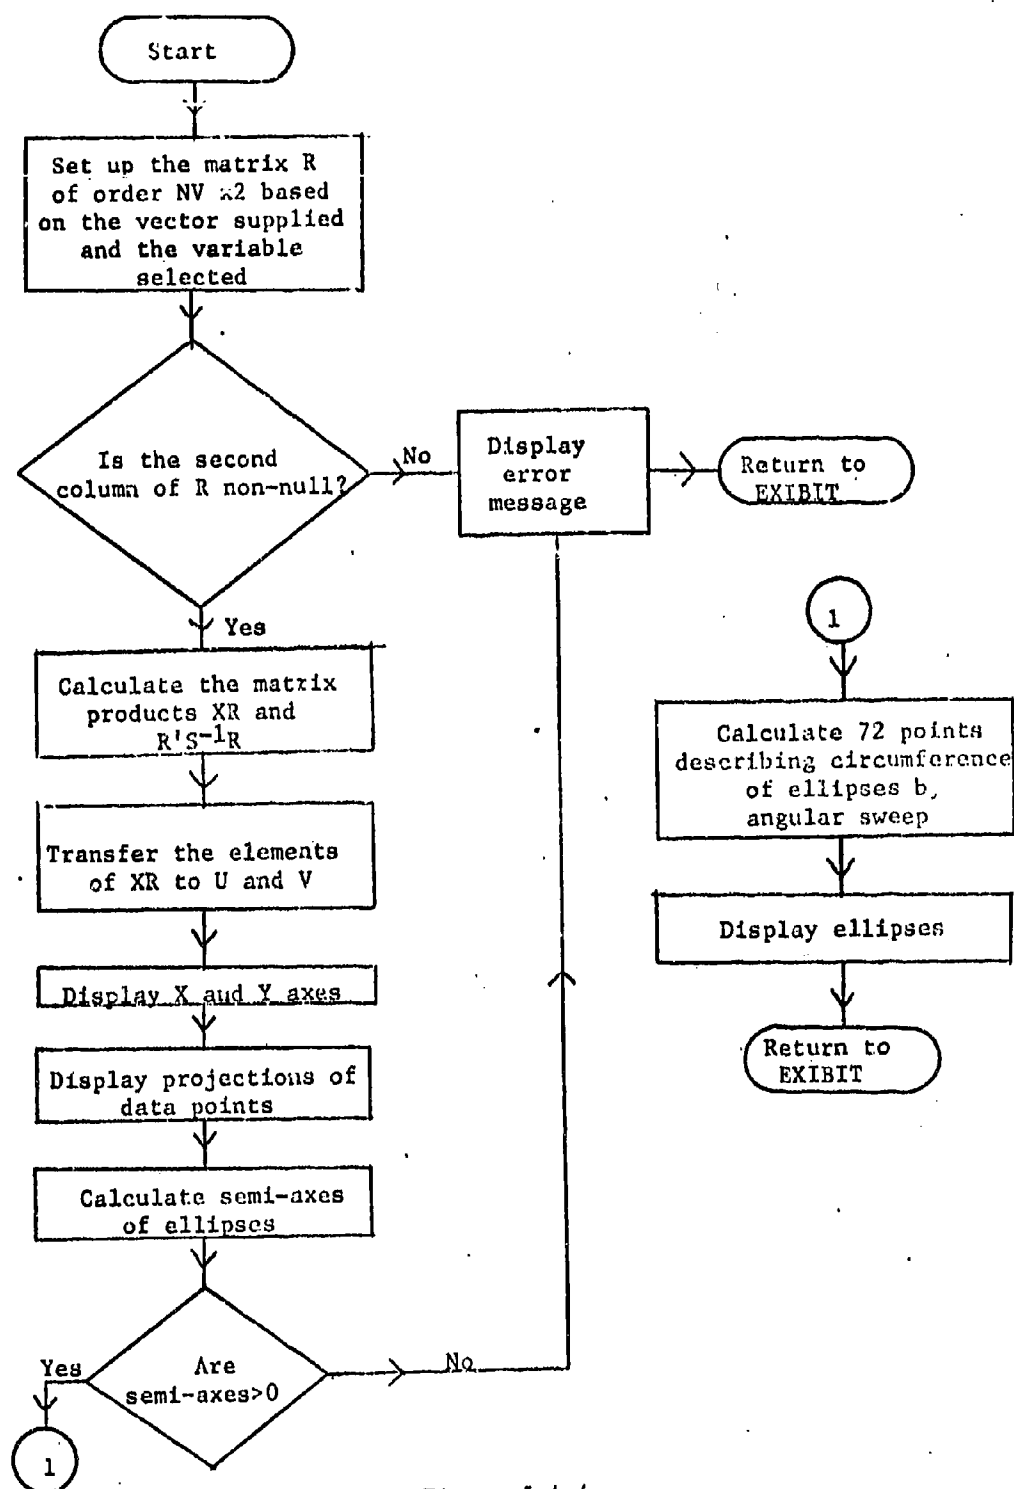 Start
Set up the matrix R
of order NV x2 based
on the vector supplied
and the variable
selected
Is the second
column of R non-null?
No
Display
error
message
Return to
EXIBIT
Yes
Calculate the matrix
products XR and
R'S⁻¹R
Transfer the elements
of XR to U and V
Display X and Y axes
Display projections of
data points
Calculate semi-axes
of ellipses
Are
semi-axes>0
Yes
No
1
1
Calculate 72 points
describing circumference
of ellipses b,
angular sweep
Display ellipses
Return to
EXIBIT